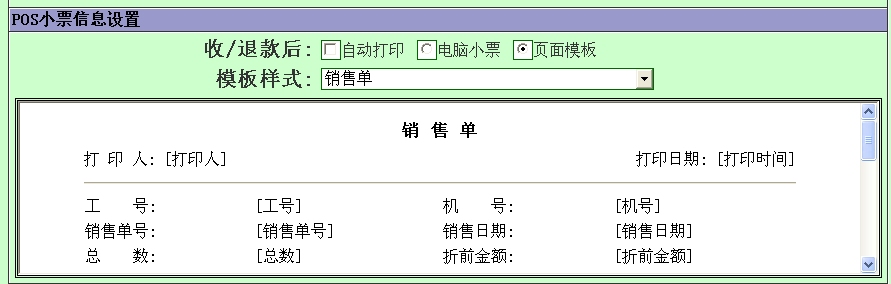 POS小票信息设置
收/退款后: 自动打印 电脑小票 页面模板
模板样式: 销售单
销 售 单
打 印 人: [打印人] 打印日期: [打印时间]
工 号: [工号] 机 号: [机号]
销售单号: [销售单号] 销售日期: [销售日期]
总 数: [总数] 折前金额: [折前金额]